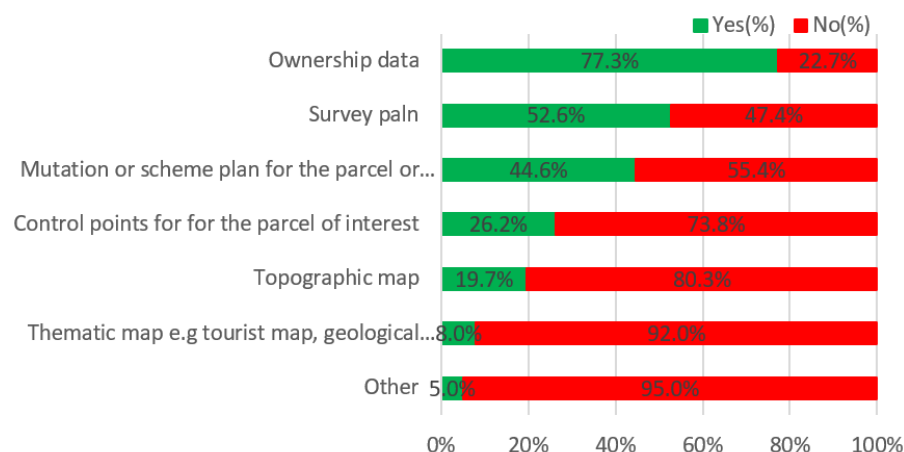 Yes(%) No(%)
Ownership data 77.3% 22.7%
Survey paln 52.6% 47.4%
Mutation or scheme plan for the parcel or... 44.6% 55.4%
Control points for for the parcel of interest 26.2% 73.8%
Topographic map 19.7% 80.3%
Thematic map e.g tourist map, geological... 8.0% 92.0%
Other 5.0% 95.0%
0% 20% 40% 60% 80% 100%